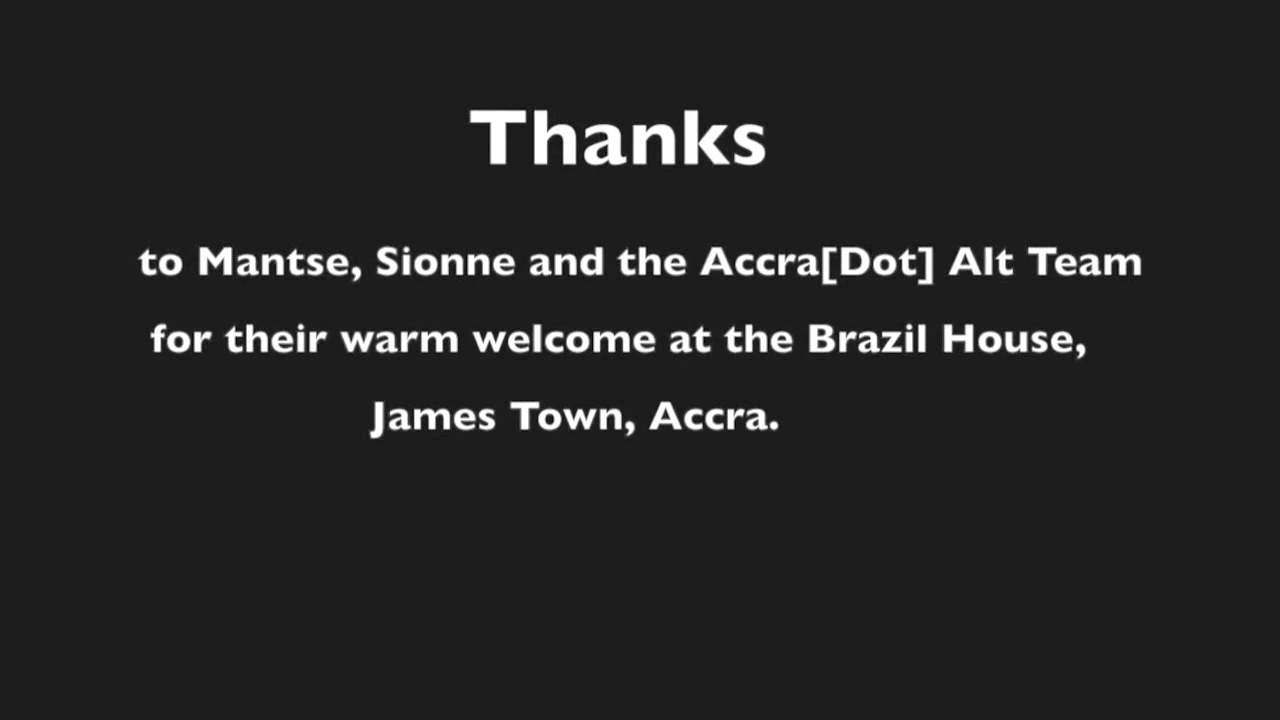 Thanks
to Mantse, Sionne and the Accra[Dot] Alt Team
for their warm welcome at the Brazil House,
James Town, Accra.